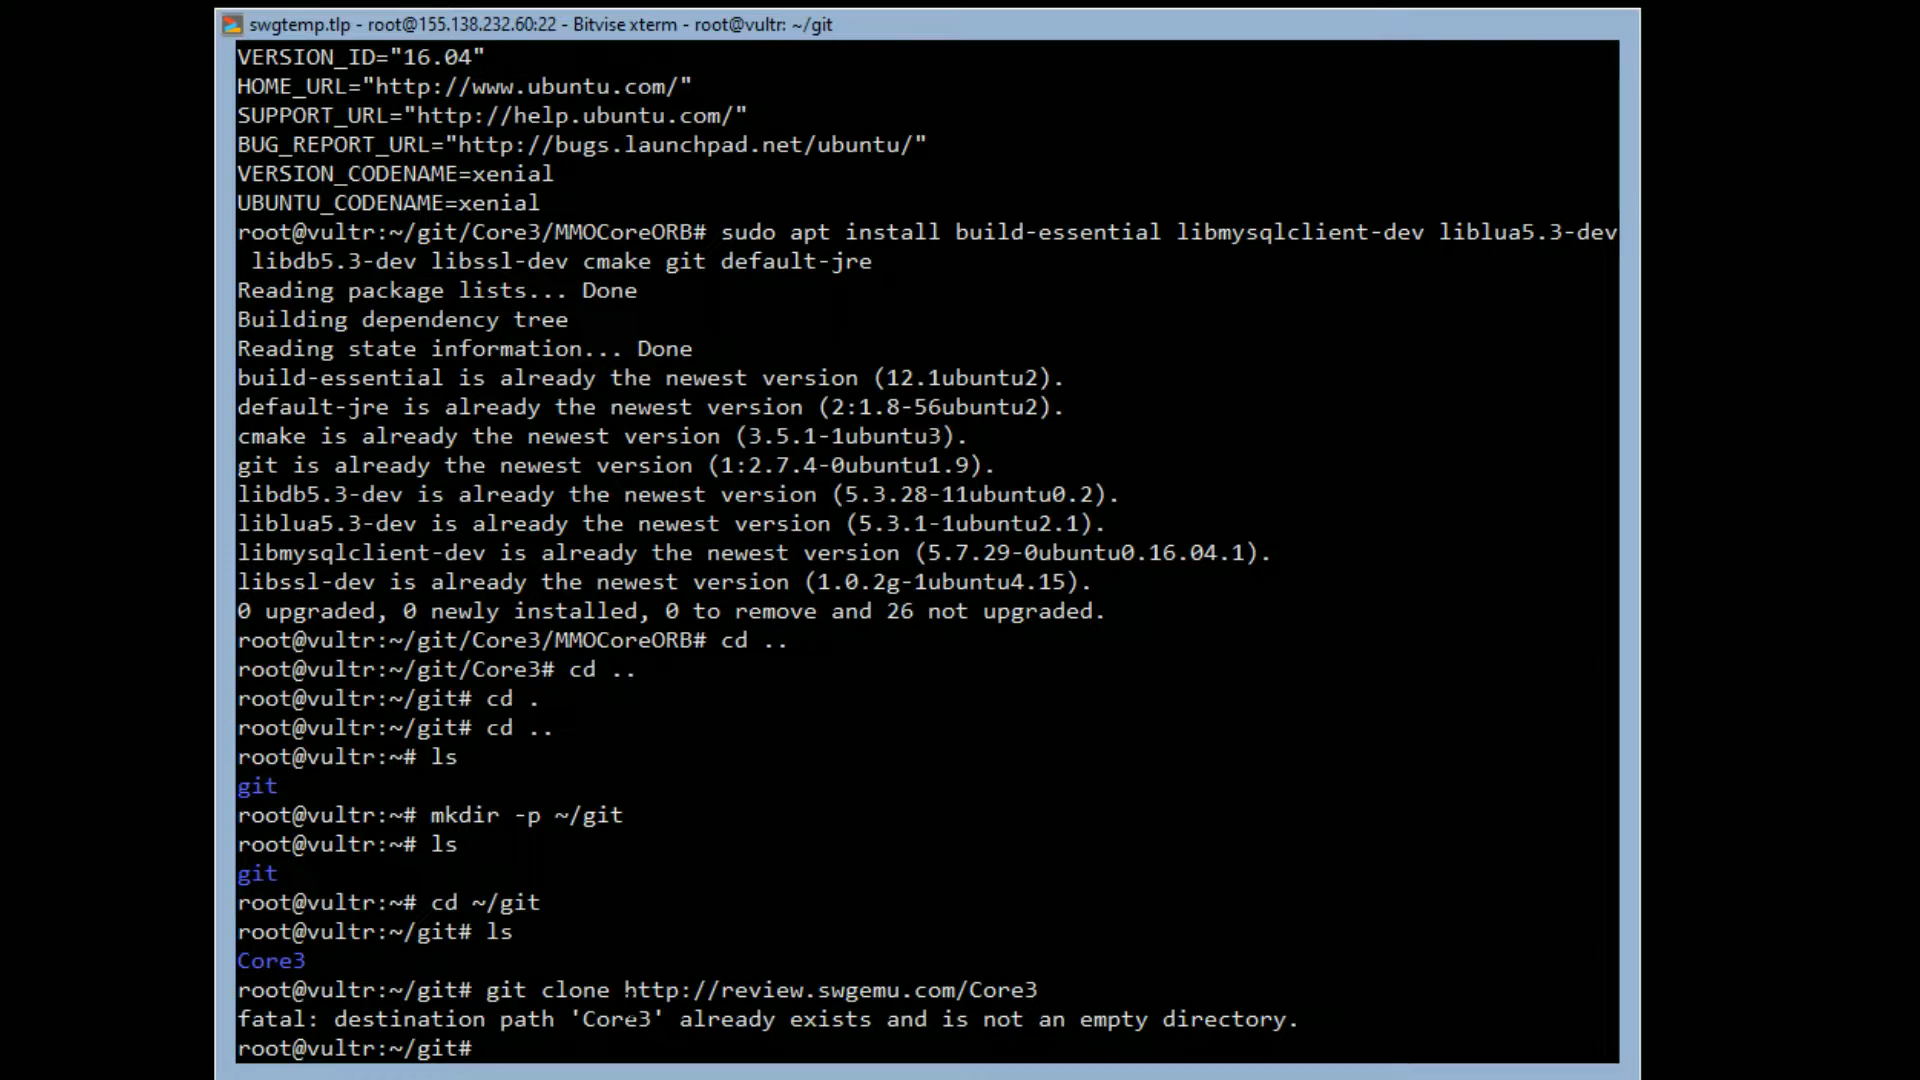 swgtemp.tlp - root@155.138.232.60:22 - Bitvise xterm - root@vultr: ~/git
VERSION_ID="16.04"
HOME_URL="http://www.ubuntu.com/"
SUPPORT_URL="http://help.ubuntu.com/"
BUG_REPORT_URL="http://bugs.launchpad.net/ubuntu/"
VERSION_CODENAME=xenial
UBUNTU_CODENAME=xenial
root@vultr:~/git/Core3/MMOCoreORB# sudo apt install build-essential libmysqlclient-dev liblua5.3-dev
 libdb5.3-dev libssl-dev cmake git default-jre
Reading package lists... Done
Building dependency tree
Reading state information... Done
build-essential is already the newest version (12.1ubuntu2).
default-jre is already the newest version (2:1.8-56ubuntu2).
cmake is already the newest version (3.5.1-1ubuntu3).
git is already the newest version (1:2.7.4-0ubuntu1.9).
libdb5.3-dev is already the newest version (5.3.28-11ubuntu0.2).
liblua5.3-dev is already the newest version (5.3.1-1ubuntu2.1).
libmysqlclient-dev is already the newest version (5.7.29-0ubuntu0.16.04.1).
libssl-dev is already the newest version (1.0.2g-1ubuntu4.15).
0 upgraded, 0 newly installed, 0 to remove and 26 not upgraded.
root@vultr:~/git/Core3/MMOCoreORB# cd ..
root@vultr:~/git/Core3# cd ..
root@vultr:~/git# cd .
root@vultr:~/git# cd ..
root@vultr:~# ls
git
root@vultr:~# mkdir -p ~/git
root@vultr:~# ls
git
root@vultr:~# cd ~/git
root@vultr:~/git# ls
Core3
root@vultr:~/git# git clone http://review.swgemu.com/Core3
fatal: destination path 'Core3' already exists and is not an empty directory.
root@vultr:~/git#